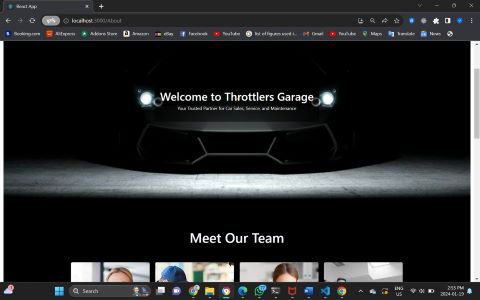 React App
localhost:3000/About
Booking.com AliExpress Addons Store Amazon eBay Facebook YouTube list of figures used i... Gmail YouTube Maps Translate News
Welcome to Throttlers Garage
Your Trusted Partner for Car Sales, Service, and Maintenance
Meet Our Team
Search
ENG
US
2:53 PM
2024-01-19